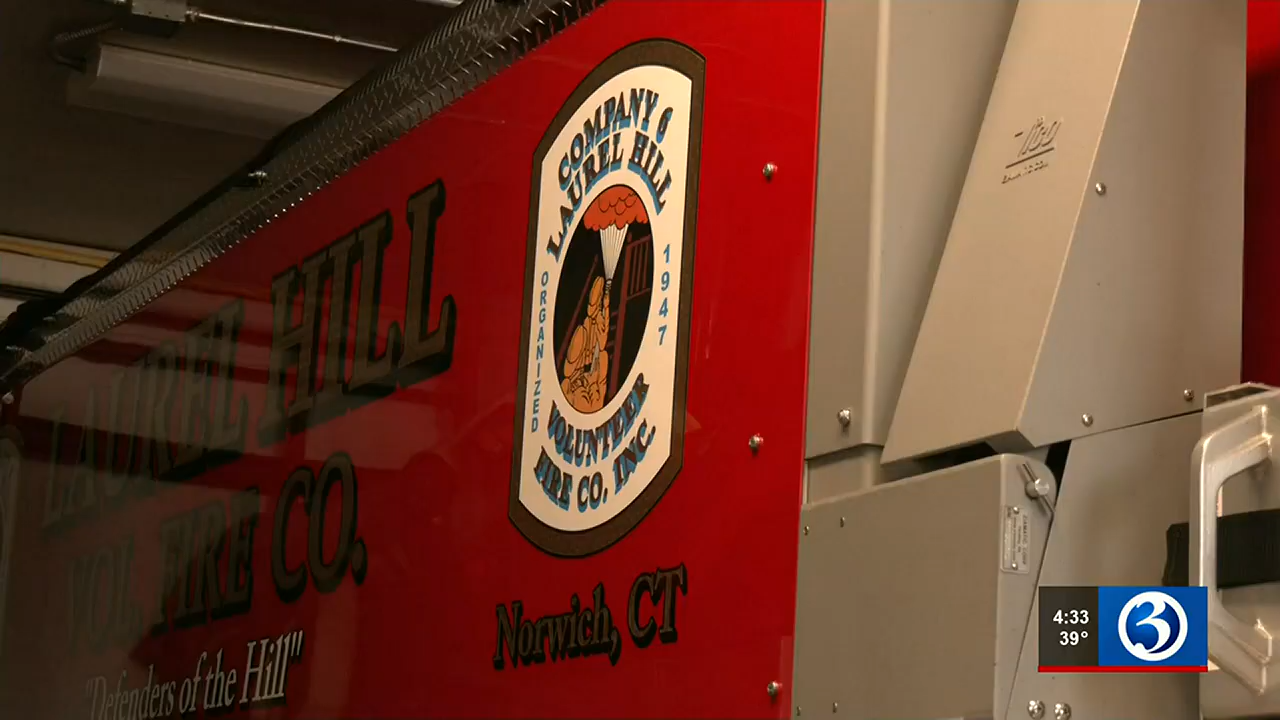 LAUREL HILL
VOL. FIRE CO.
"Defenders of the Hill"
COMPANY 6
LAUREL HILL
ORGANIZED
1947
VOLUNTEER
FIRE CO. INC.
Norwich, CT
4:33
39°
3